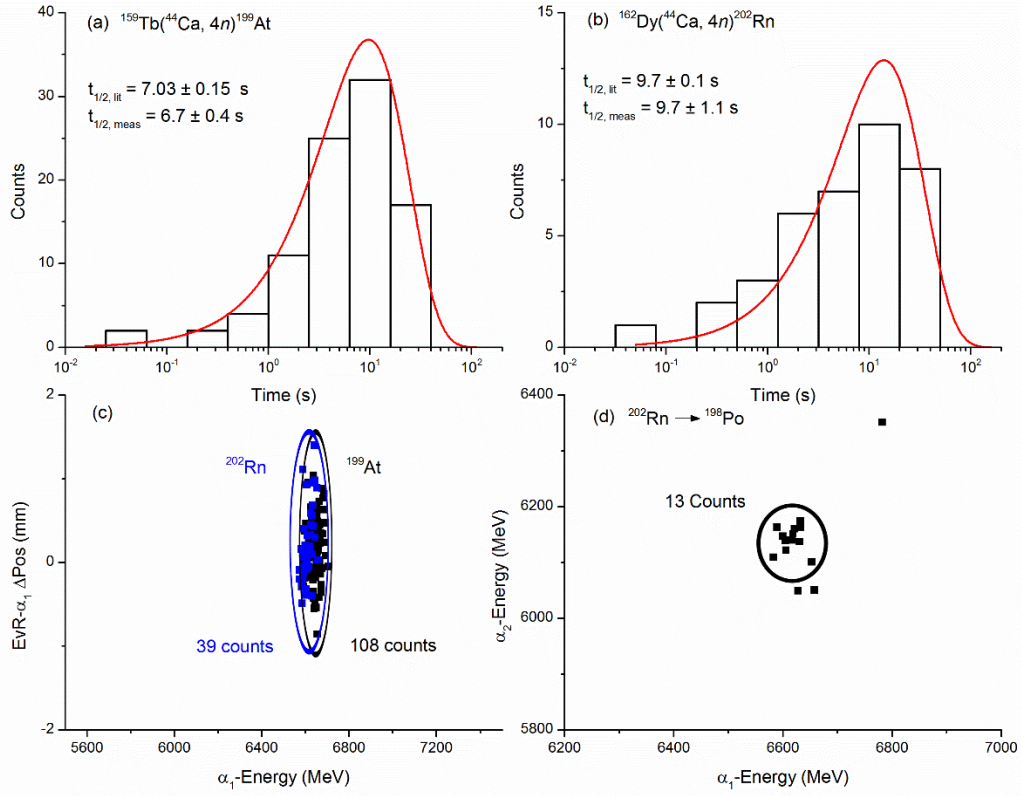 (a) ¹⁵⁹Tb(⁴⁴Ca, 4n)¹⁹⁹At
t1/2, lit = 7.03 ± 0.15 s
t1/2, meas = 6.7 ± 0.4 s
Counts
40
30
20
10
0
10⁻² 10⁻¹ 10⁰ 10¹ 10²
Time (s)
(b) ¹⁶²Dy(⁴⁴Ca, 4n)²⁰²Rn
t1/2, lit = 9.7 ± 0.1 s
t1/2, meas = 9.7 ± 1.1 s
Counts
15
10
5
0
10⁻² 10⁻¹ 10⁰ 10¹ 10²
Time (s)
(c)
²⁰²Rn ¹⁹⁹At
39 counts 108 counts
EvR-α₁ ΔPos (mm)
2
0
-2
5600 6000 6400 6800 7200
α₁-Energy (MeV)
(d) ²⁰²Rn → ¹⁹⁸Po
13 Counts
α₂-Energy (MeV)
6400
6200
6000
5800
6200 6400 6600 6800 7000
α₁-Energy (MeV)